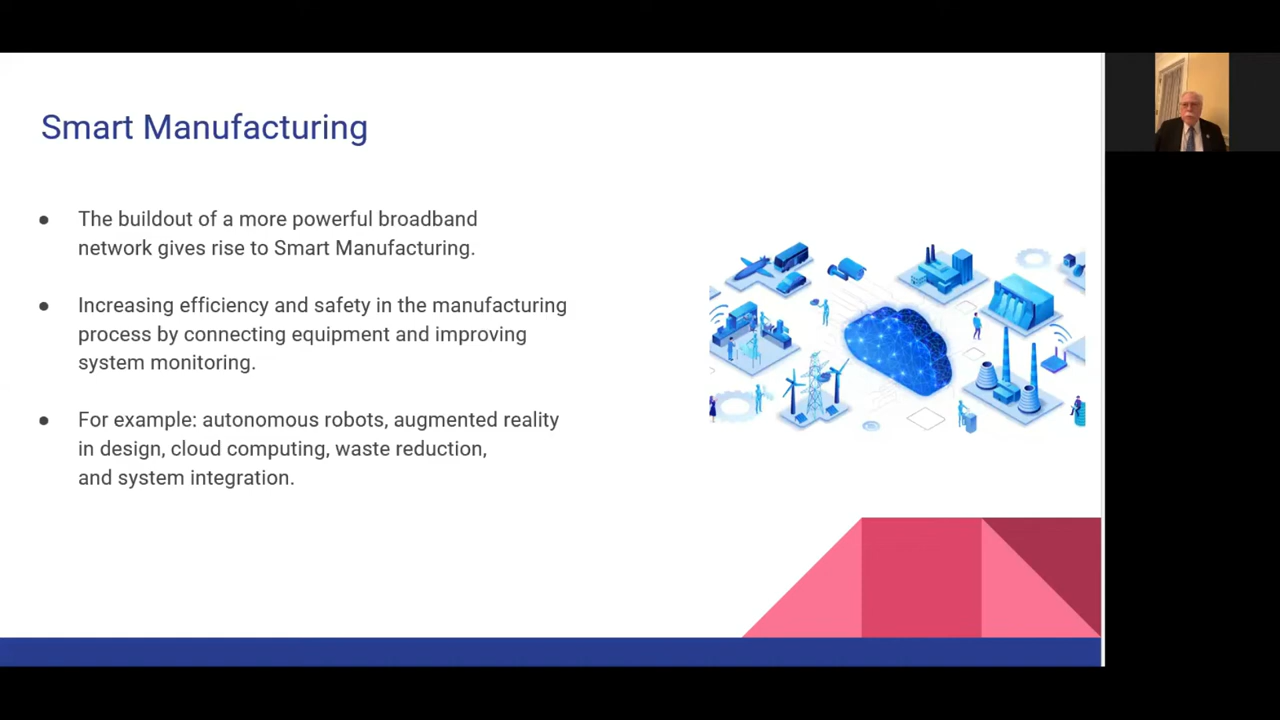 Smart Manufacturing
● The buildout of a more powerful broadband
network gives rise to Smart Manufacturing.
● Increasing efficiency and safety in the manufacturing
process by connecting equipment and improving
system monitoring.
● For example: autonomous robots, augmented reality
in design, cloud computing, waste reduction,
and system integration.